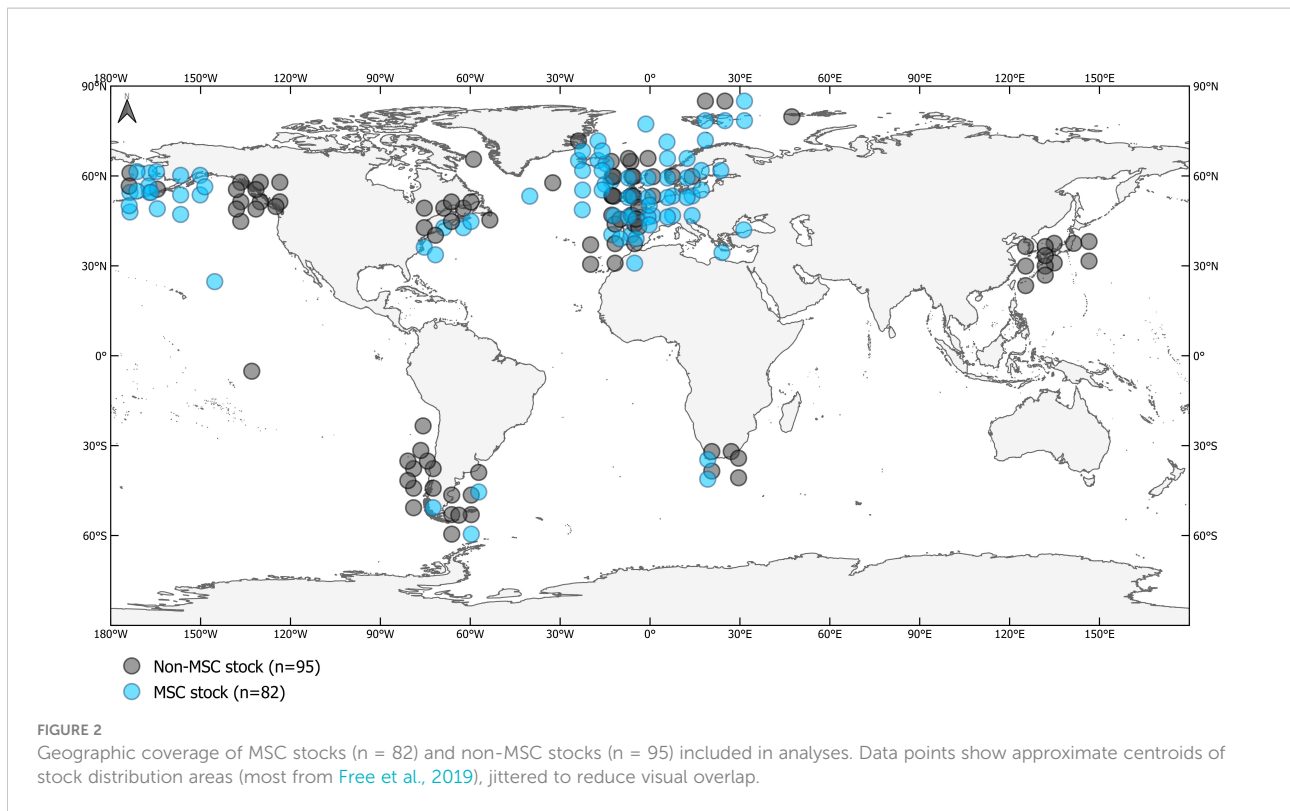 180°W 150°W 120°W 90°W 60°W 30°W 0° 30°E 60°E 90°E 120°E 150°E
90°N 90°N
N
60°N 60°N
30°N 30°N
0° 0°
30°S 30°S
60°S 60°S
180°W 150°W 120°W 90°W 60°W 30°W 0° 30°E 60°E 90°E 120°E 150°E
Non-MSC stock (n=95)
MSC stock (n=82)
FIGURE 2
Geographic coverage of MSC stocks (n = 82) and non-MSC stocks (n = 95) included in analyses. Data points show approximate centroids of
stock distribution areas (most from Free et al., 2019), jittered to reduce visual overlap.